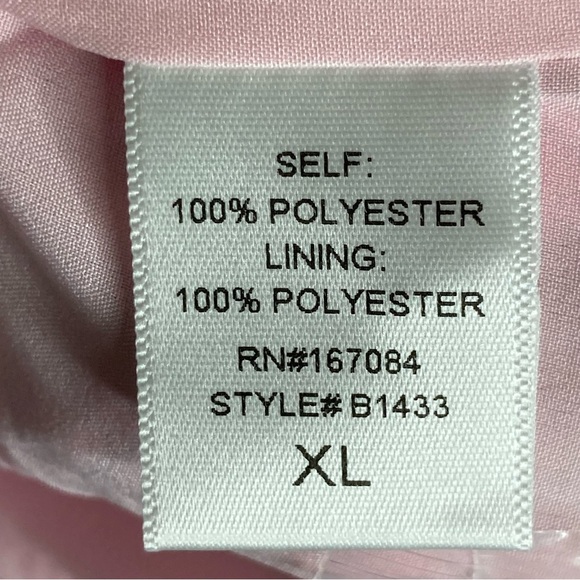 SELF:
100% POLYESTER
LINING:
100% POLYESTER
RN#167084
STYLE# B1433
XL